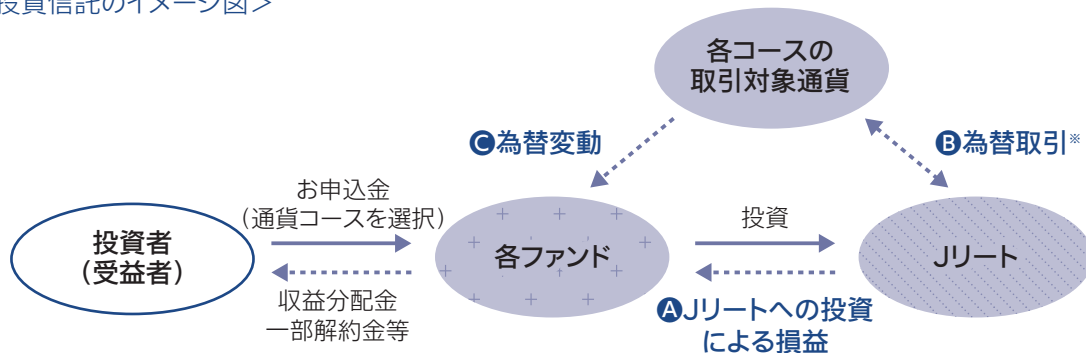 投資信託のイメージ図＞
各コースの
取引対象通貨
Ⓒ為替変動
Ⓑ為替取引※
お申込金
（通貨コースを選択）
投資
投資者
（受益者）
各ファンド
Jリート
収益分配金
一部解約金等
ⒶJリートへの投資
による損益